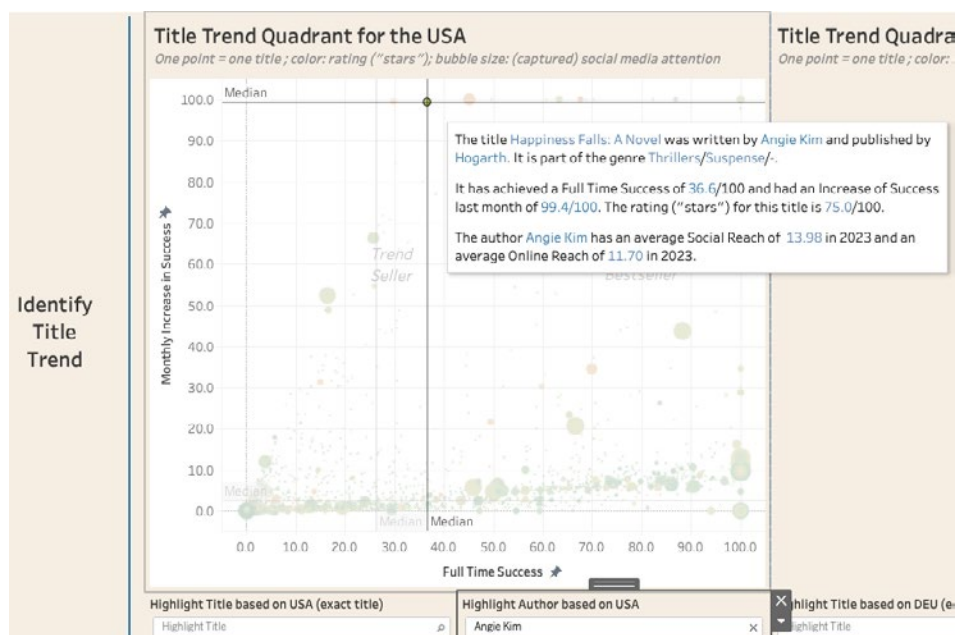 Title Trend Quadrant for the USA
One point = one title ; color: rating ("stars"); bubble size: (captured) social media attention
Title Trend Quadra
One point = one title ; color:
Identify
Title
Trend
Monthly Increase in Success
100.0
90.0
80.0
70.0
60.0
50.0
40.0
30.0
20.0
10.0
0.0
Median
The title Happiness Falls: A Novel was written by Angie Kim and published by
Hogarth. It is part of the genre Thrillers/Suspense/-.
It has achieved a Full Time Success of 36.6/100 and had an Increase of Success
last month of 99.4/100. The rating ("stars") for this title is 75.0/100.
The author Angie Kim has an average Social Reach of 13.98 in 2023 and an
average Online Reach of 11.70 in 2023.
Trend
Seller
Bestseller
Median
Median
Median
0.0 10.0 20.0 30.0 40.0 50.0 60.0 70.0 80.0 90.0 100.0
Full Time Success
Highlight Title based on USA (exact title)
Highlight Title
Highlight Author based on USA
Angie Kim
ighlight Title based on DEU (e
Highlight Title